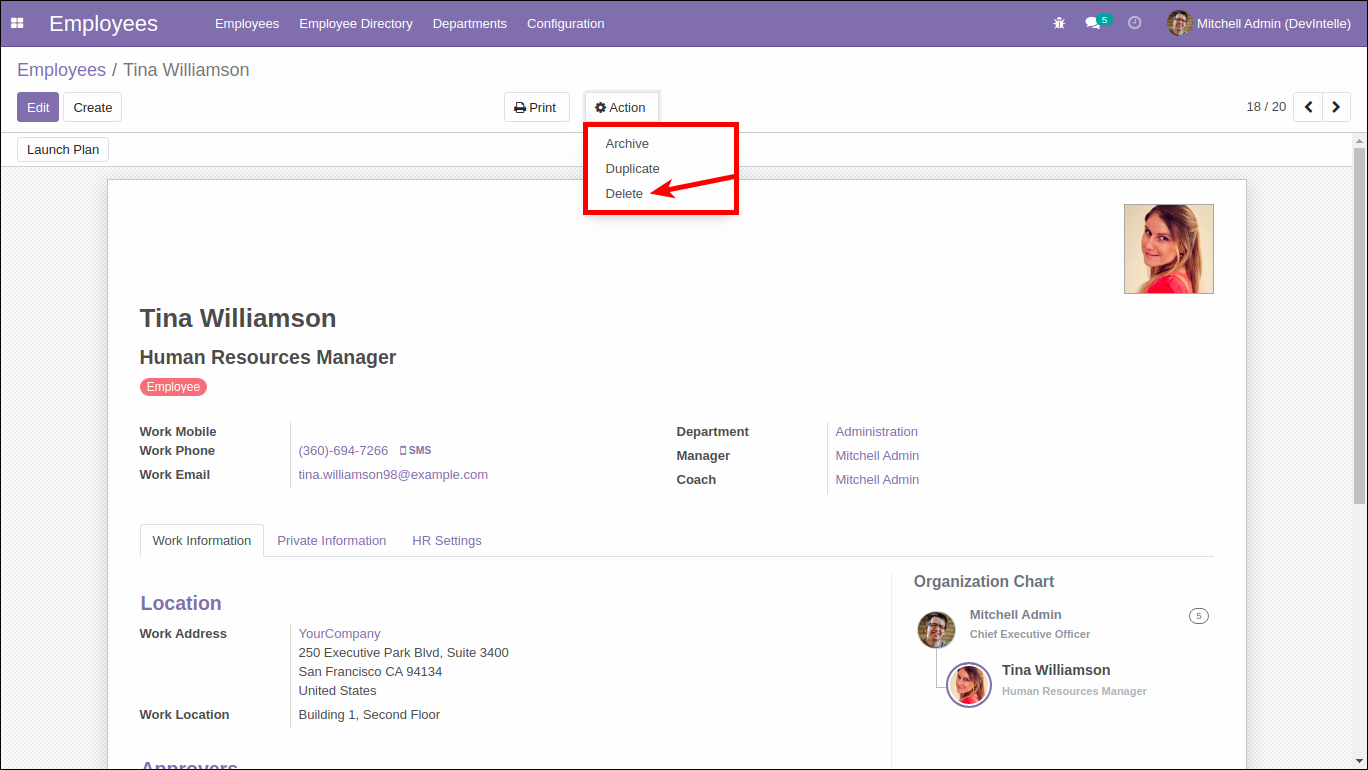 Employees Employees Employee Directory Departments Configuration 5 Mitchell Admin (DevIntelle)
Employees / Tina Williamson
Edit Create Print Action 18 / 20
Archive
Duplicate
Delete
Launch Plan
Tina Williamson
Human Resources Manager
Employee
Work Mobile
Work Phone (360)-694-7266 SMS
Work Email tina.williamson98@example.com
Department Administration
Manager Mitchell Admin
Coach Mitchell Admin
Work Information Private Information HR Settings
Location
Work Address YourCompany
250 Executive Park Blvd, Suite 3400
San Francisco CA 94134
United States
Work Location Building 1, Second Floor
Approvers
Organization Chart
Mitchell Admin 5
Chief Executive Officer
Tina Williamson
Human Resources Manager